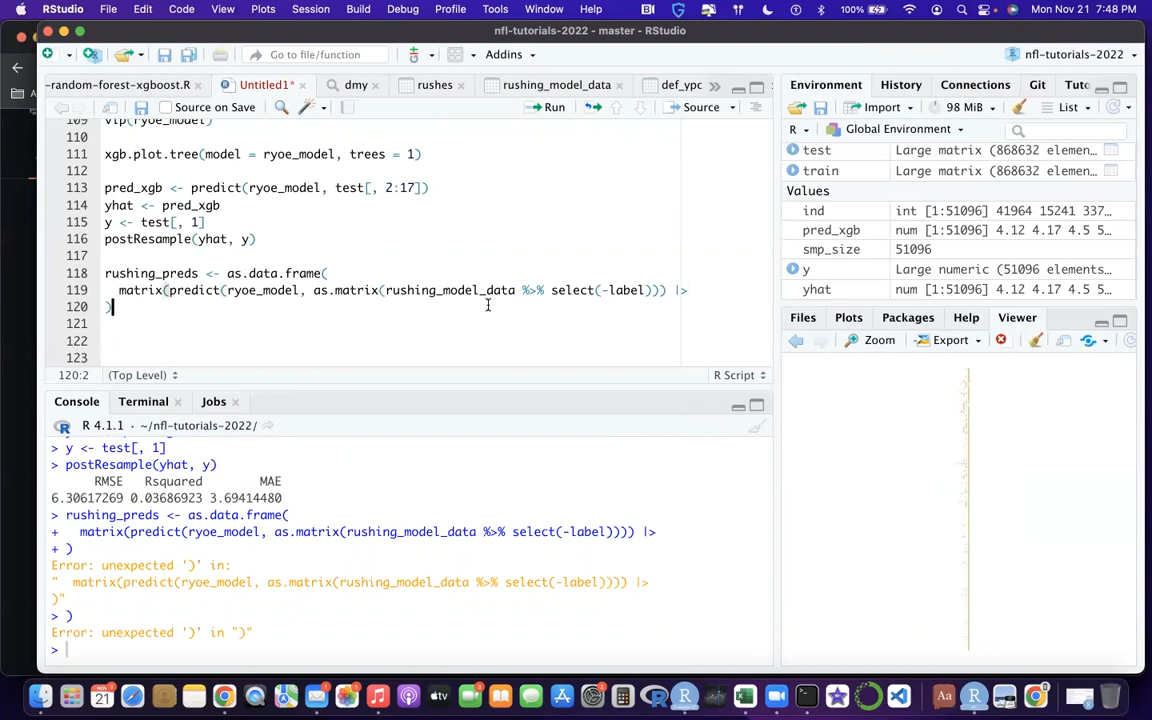 RStudio File Edit Code View Plots Session Build Debug Profile Tools Window Help 100% Mon Nov 21 7:48 PM
nfl-tutorials-2022 - master - RStudio
Go to file/function Addins nfl-tutorials-2022
-random-forest-xgboost.R Untitled1* dmy rushes rushing_model_data def_ypc
Source on Save Run Source
109 vip(ryoe_model)
110
111 xgb.plot.tree(model = ryoe_model, trees = 1)
112
113 pred_xgb <- predict(ryoe_model, test[, 2:17])
114 yhat <- pred_xgb
115 y <- test[, 1]
116 postResample(yhat, y)
117
118 rushing_preds <- as.data.frame(
119 matrix(predict(ryoe_model, as.matrix(rushing_model_data %>% select(-label))) |>
120 )
121
122
123
120:2 (Top Level) R Script
Console Terminal Jobs
R 4.1.1 · ~/nfl-tutorials-2022/
> y <- test[, 1]
> postResample(yhat, y)
RMSE Rsquared MAE
6.30617269 0.03686923 3.69414480
> rushing_preds <- as.data.frame(
+ matrix(predict(ryoe_model, as.matrix(rushing_model_data %>% select(-label)))) |>
+ )
Error: unexpected ')' in:
" matrix(predict(ryoe_model, as.matrix(rushing_model_data %>% select(-label)))) |>
)"
> )
Error: unexpected ')' in ")"
>
Environment History Connections Git Tuto
Import 98 MiB List
R Global Environment
test Large matrix (868632 elemen...
train Large matrix (868632 elemen...
Values
ind int [1:51096] 41964 15241 337...
pred_xgb num [1:51096] 4.12 4.17 4.5 5...
smp_size 51096
y Large numeric (51096 elements...
yhat num [1:51096] 4.12 4.17 4.5 5...
Files Plots Packages Help Viewer
Zoom Export